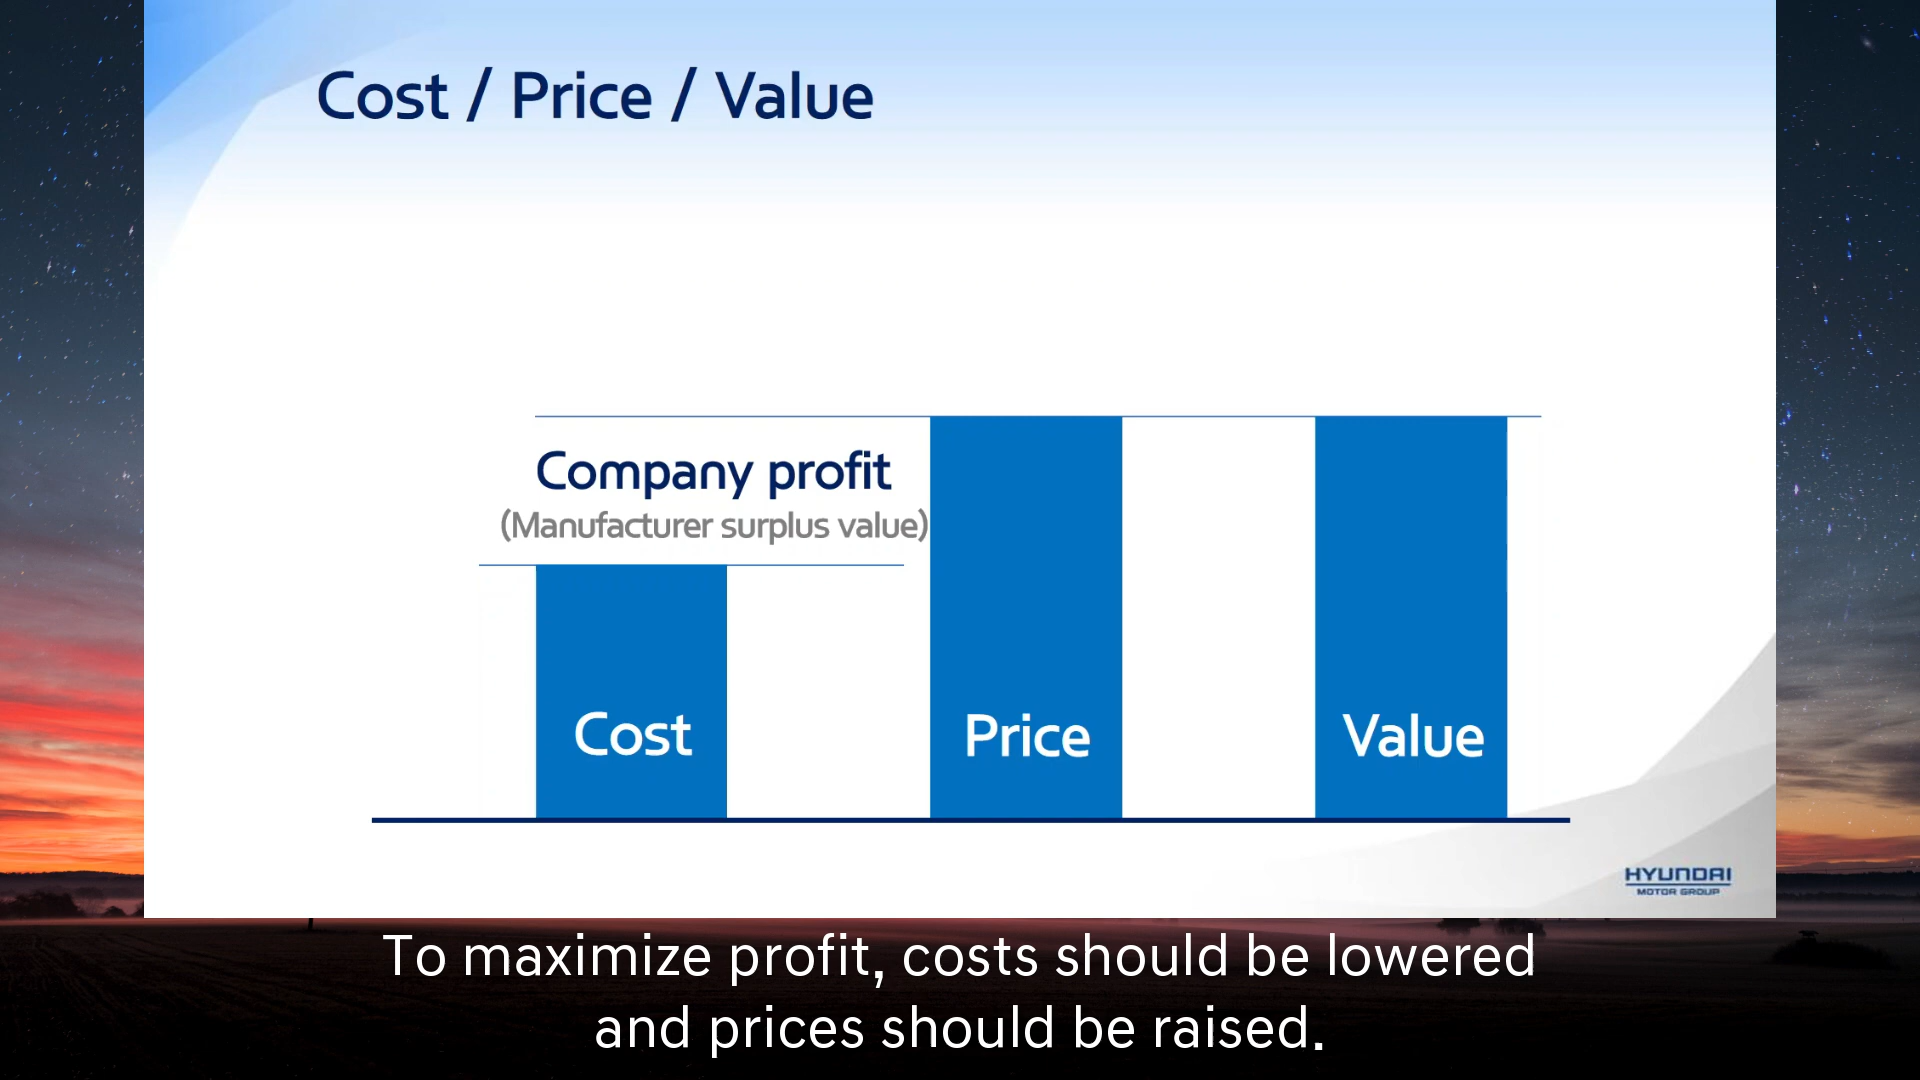 Cost / Price / Value
Company profit
(Manufacturer surplus value)
Cost
Price
Value
HYUNDAI
MOTOR GROUP
To maximize profit, costs should be lowered
and prices should be raised.